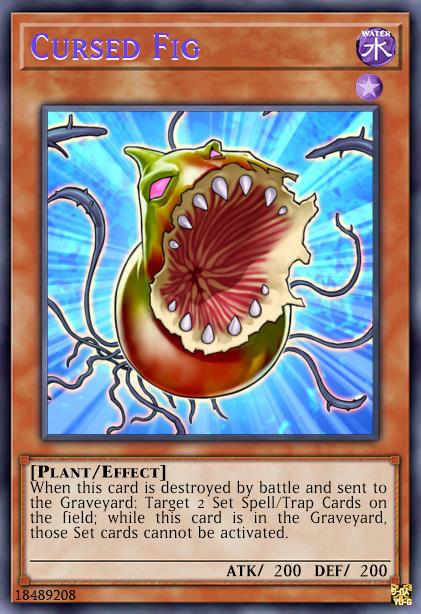 Cursed Fig
WATER
水
[Plant/Effect]
When this card is destroyed by battle and sent to
the Graveyard: Target 2 Set Spell/Trap Cards on
the field; while this card is in the Graveyard,
those Set cards cannot be activated.
ATK/ 200 DEF/ 200
18489208